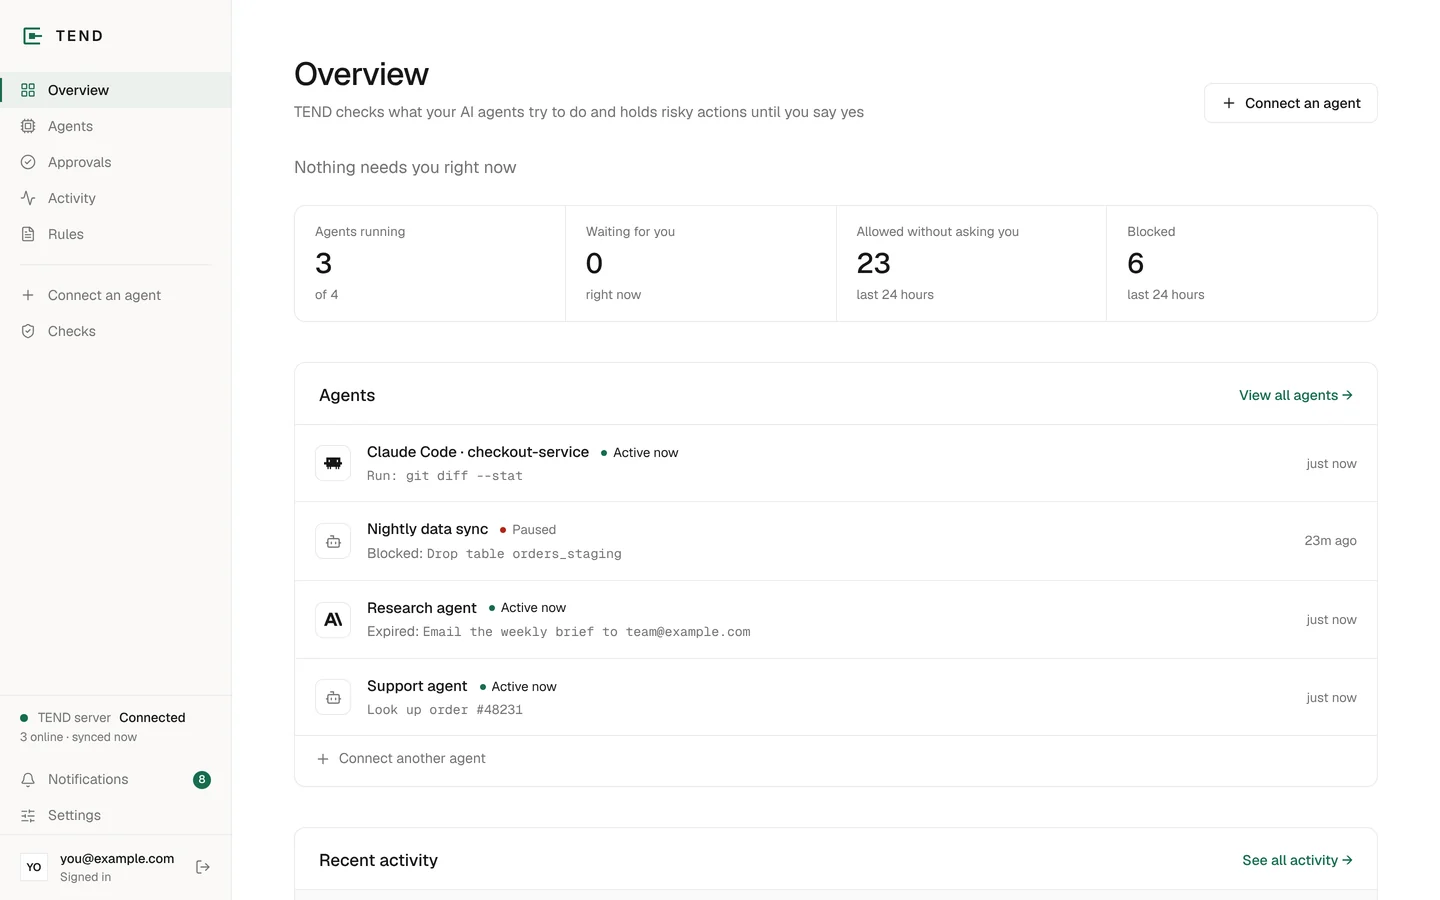 TEND
Overview
Agents
Approvals
Activity
Rules
Connect an agent
Checks
TEND server Connected
3 online · synced now
Notifications 8
Settings
YO
you@example.com
Signed in
Overview
TEND checks what your AI agents try to do and holds risky actions until you say yes
Connect an agent
Nothing needs you right now
Agents running
3
of 4
Waiting for you
0
right now
Allowed without asking you
23
last 24 hours
Blocked
6
last 24 hours
Agents
View all agents →
Claude Code · checkout-service Active now
Run: git diff --stat
just now
Nightly data sync Paused
Blocked: Drop table orders_staging
23m ago
Research agent Active now
Expired: Email the weekly brief to team@example.com
just now
Support agent Active now
Look up order #48231
just now
Connect another agent
Recent activity
See all activity →